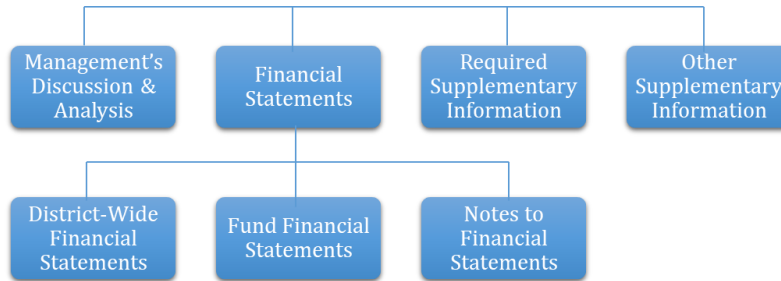 Management's
Discussion &
Analysis
Financial
Statements
Required
Supplementary
Information
Other
Supplementary
Information
District-Wide
Financial
Statements
Fund Financial
Statements
Notes to
Financial
Statements